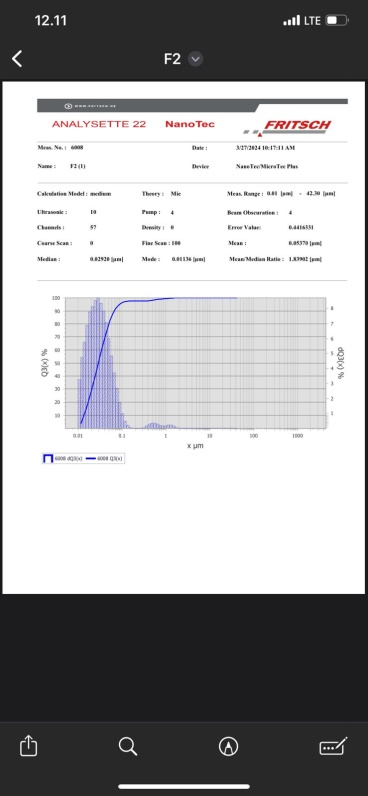 12.11
LTE
F2
WWW.FRITSCH.DE
ANALYSETTE 22 NanoTec FRITSCH
Meas. No. : 6008 Date : 3/27/2024 10:17:11 AM
Name : F2 (1) Device NanoTec/MicroTec Plus
Calculation Model : medium Theory : Mie Meas. Range : 0.01 [µm] - 42.30 [µm]
Ultrasonic : 10 Pump : 4 Beam Obscuration : 4
Channels : 57 Density : 0 Error Value: 0.4416331
Coarse Scan : 0 Fine Scan : 100 Mean : 0.05370 [µm]
Median : 0.02920 [µm] Mode : 0.01136 [µm] Mean/Median Ratio : 1.83902 [µm]
Q3(x) %
100
90
80
70
60
50
40
30
20
10
8
7
6
5
4
3
2
1
dQ3(x) %
0.01 0.1 1 10 100 1000
x µm
6008 dQ3(x) 6008 Q3(x)